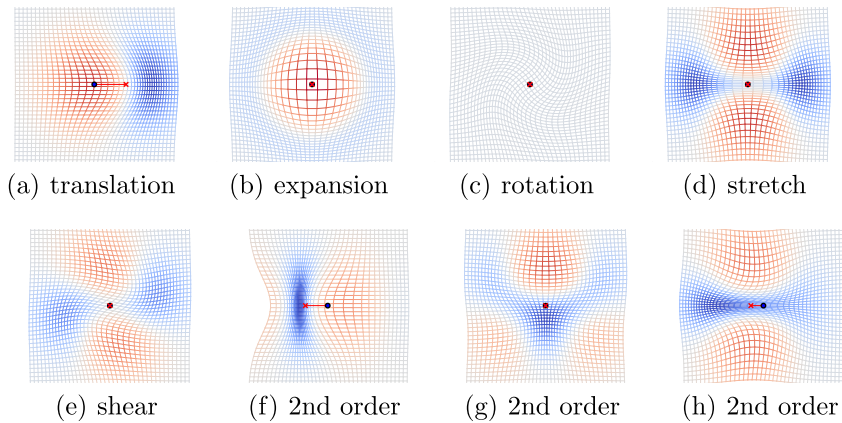 (a) translation
(b) expansion
(c) rotation
(d) stretch
(e) shear
(f) 2nd order
(g) 2nd order
(h) 2nd order